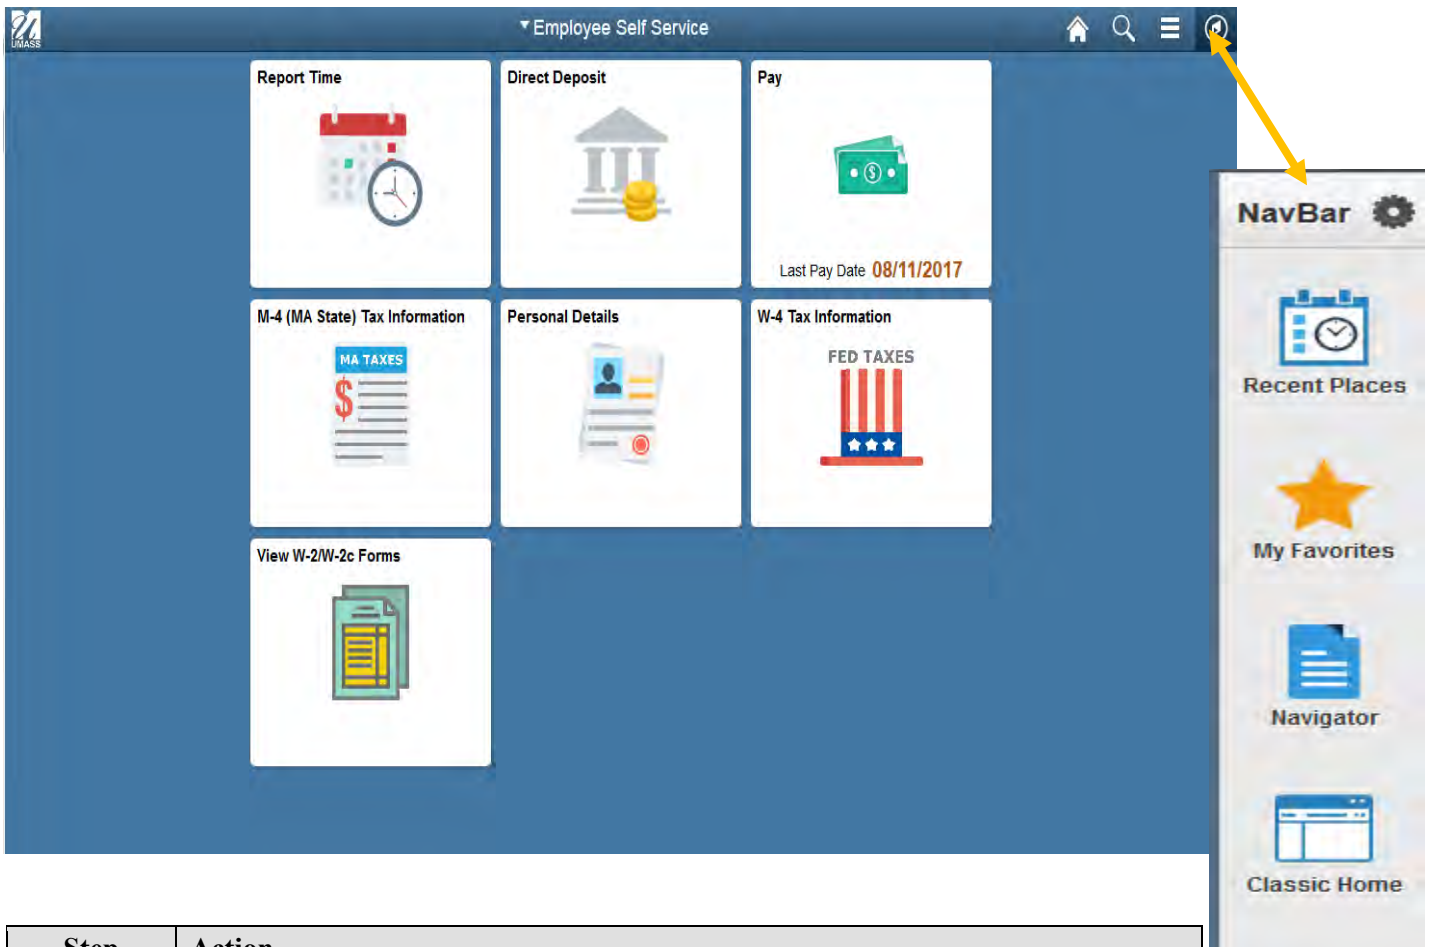 UMASS
Employee Self Service
Report Time
Direct Deposit
Pay
Last Pay Date 08/11/2017
M-4 (MA State) Tax Information
MA TAXES
$
Personal Details
W-4 Tax Information
FED TAXES
View W-2/W-2c Forms
NavBar
Recent Places
My Favorites
Navigator
Classic Home
Step Action